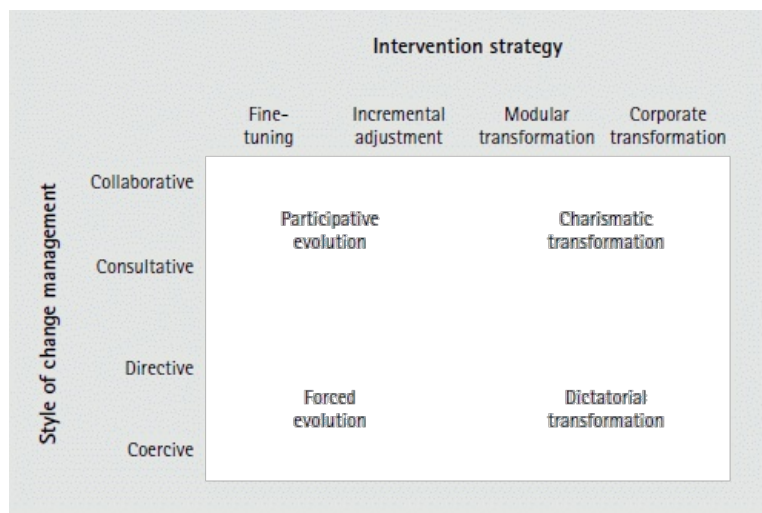 Intervention strategy
Fine-
tuning
Incremental
adjustment
Modular
transformation
Corporate
transformation
Style of change management
Collaborative
Consultative
Directive
Coercive
Participative
evolution
Charismatic
transformation
Forced
evolution
Dictatorial
transformation